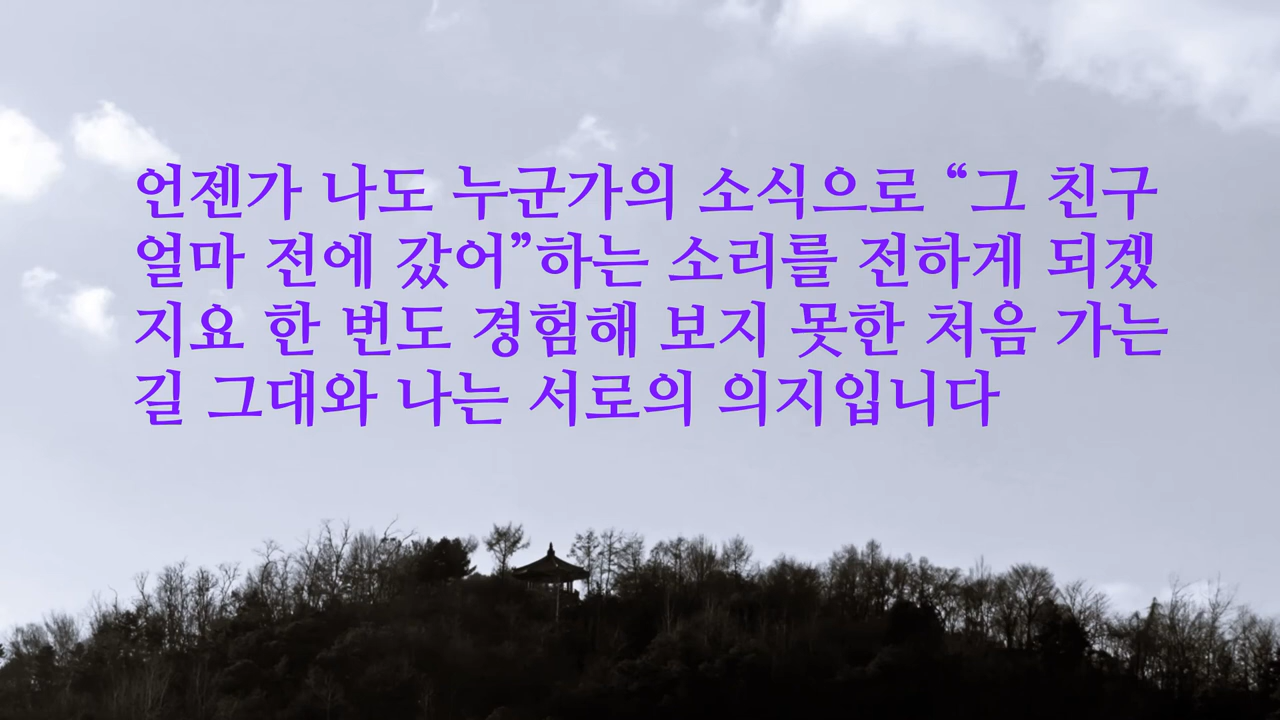 언젠가 나도 누군가의 소식으로 “그 친구
얼마 전에 갔어”하는 소리를 전하게 되겠
지요 한 번도 경험해 보지 못한 처음 가는
길 그대와 나는 서로의 의지입니다